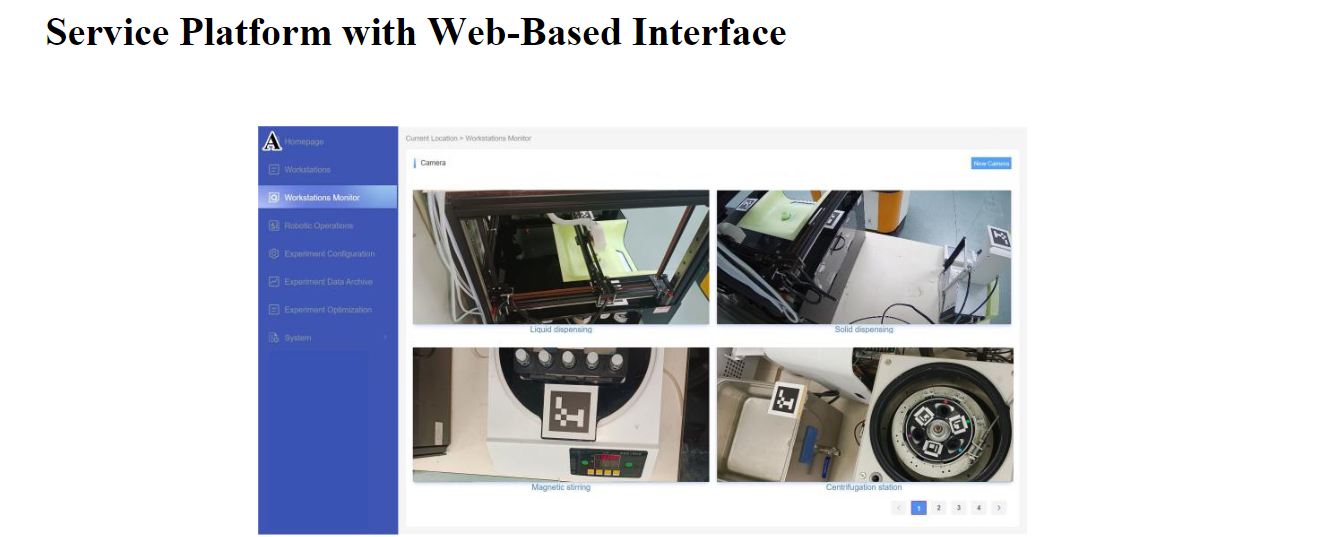 Service Platform with Web-Based Interface
Homepage
Workstations
Workstations Monitor
Robotic Operations
Experiment Configuration
Experiment Data Archive
Experiment Optimization
System
Current Location > Workstations Monitor
Camera
New Camera
Liquid dispensing
Solid dispensing
Magnetic stirring
Centrifugation station
< 1 2 3 4 >